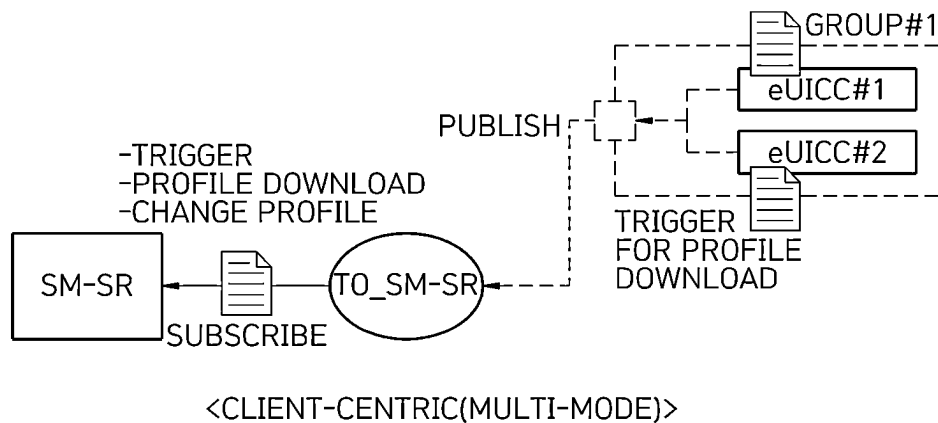 GROUP#1
eUICC#1
PUBLISH
eUICC#2
-TRIGGER
-PROFILE DOWNLOAD
-CHANGE PROFILE
TRIGGER
FOR PROFILE
DOWNLOAD
SM-SR
TO_SM-SR
SUBSCRIBE
<CLIENT-CENTRIC(MULTI-MODE)>